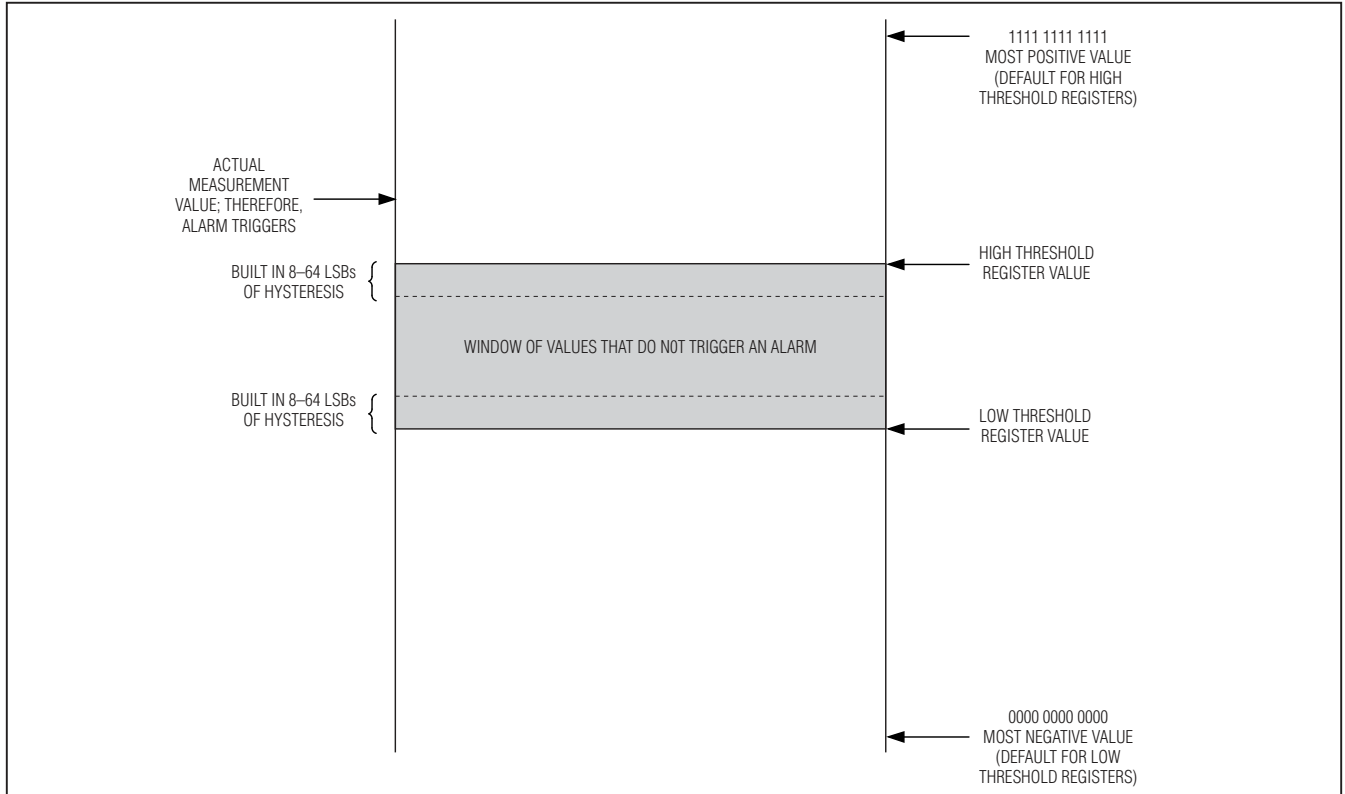 1111 1111 1111
MOST POSITIVE VALUE
(DEFAULT FOR HIGH
THRESHOLD REGISTERS)
ACTUAL
MEASUREMENT
VALUE; THEREFORE,
ALARM TRIGGERS
HIGH THRESHOLD
REGISTER VALUE
BUILT IN 8–64 LSBs
OF HYSTERESIS
WINDOW OF VALUES THAT DO NOT TRIGGER AN ALARM
BUILT IN 8–64 LSBs
OF HYSTERESIS
LOW THRESHOLD
REGISTER VALUE
0000 0000 0000
MOST NEGATIVE VALUE
(DEFAULT FOR LOW
THRESHOLD REGISTERS)